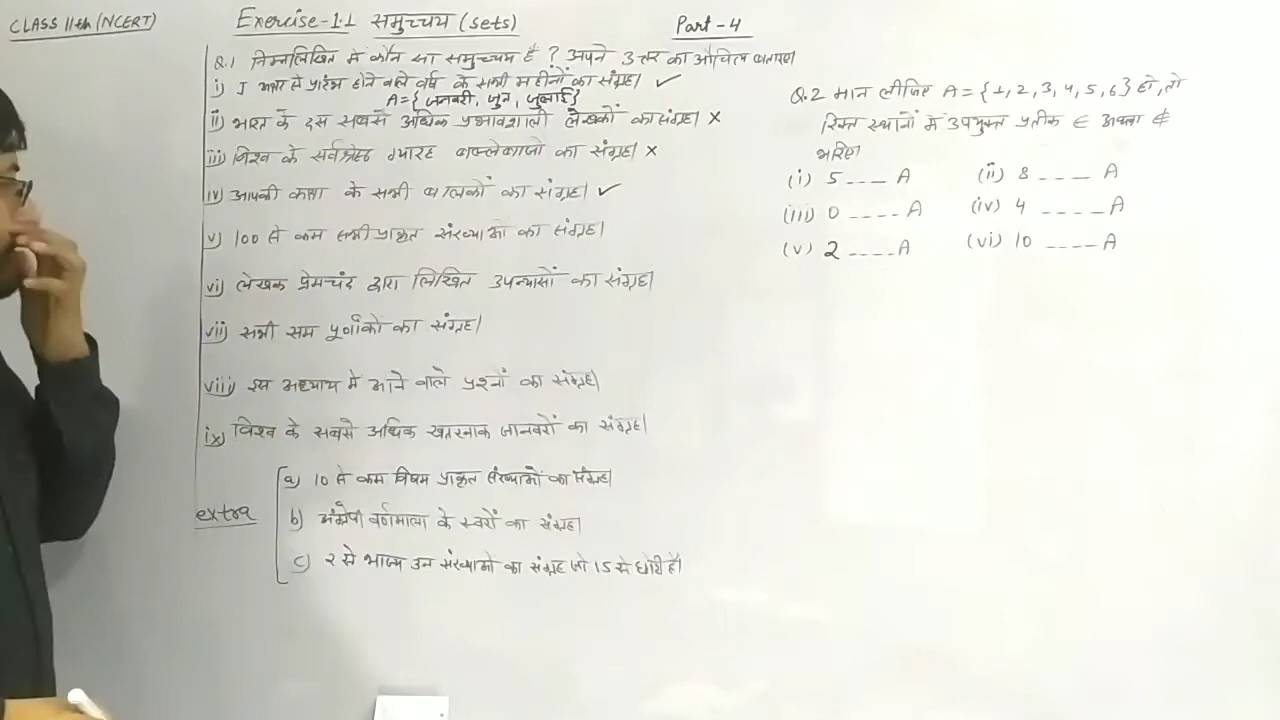 CLASS 11th (NCERT)
Exercise-1.1 समुच्चय (sets)
Part-4
Q.1 निम्नलिखित में कौन सा समुच्चय है ? अपने उत्तर का औचित्य बताइए।
i) J अक्षर से प्रारंभ होने वाले वर्ष के सभी महीनों का संग्रह। ✓
A = {जनवरी, जून, जुलाई}
ii) भारत के दस सबसे अधिक प्रभावशाली लेखकों का संग्रह। ×
iii) विश्व के सर्वश्रेष्ठ ग्यारह बल्लेबाजों का संग्रह। ×
iv) आपकी कक्षा के सभी बालकों का संग्रह। ✓
v) 100 से कम सभी प्राकृत संख्याओं का संग्रह।
vi) लेखक प्रेमचंद द्वारा लिखित उपन्यासों का संग्रह।
vii) सभी सम पूर्णांकों का संग्रह।
viii) इस अध्याय में आने वाले प्रश्नों का संग्रह।
ix) विश्व के सबसे अधिक खतरनाक जानवरों का संग्रह।
extra
a) 10 से कम विषम प्राकृत संख्याओं का संग्रह।
b) अंग्रेजी वर्णमाला के स्वरों का संग्रह।
c) 2 से भाज्य उन संख्याओं का संग्रह जो 15 से छोटी है।
Q.2 मान लीजिए A = {1, 2, 3, 4, 5, 6} हो, तो
रिक्त स्थानों में उपयुक्त प्रतीक ∈ अथवा ∉
भरिए।
(i) 5 ___ A (ii) 8 ____ A
(iii) 0 ____ A (iv) 4 ____ A
(v) 2 ____ A (vi) 10 ____ A